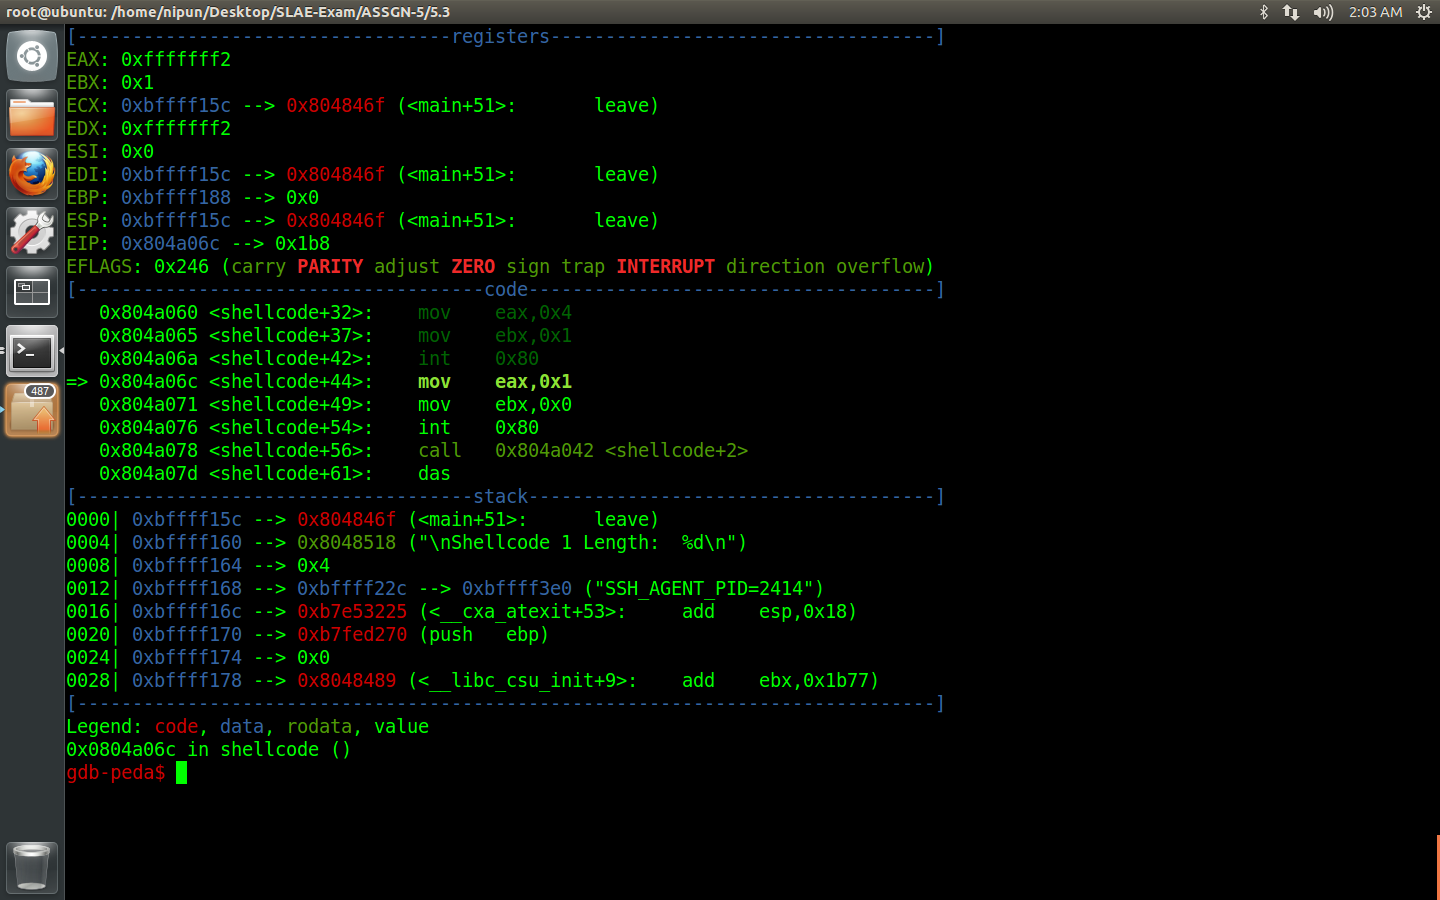 root@ubuntu: /home/nipun/Desktop/SLAE-Exam/ASSGN-5/5.3 2:03 AM
[----------------------------------registers-----------------------------------]
EAX: 0xfffffff2
EBX: 0x1
ECX: 0xbffff15c --> 0x804846f (<main+51>:	leave)
EDX: 0xfffffff2
ESI: 0x0
EDI: 0xbffff15c --> 0x804846f (<main+51>:	leave)
EBP: 0xbffff188 --> 0x0
ESP: 0xbffff15c --> 0x804846f (<main+51>:	leave)
EIP: 0x804a06c --> 0x1b8
EFLAGS: 0x246 (carry PARITY adjust ZERO sign trap INTERRUPT direction overflow)
[-------------------------------------code-------------------------------------]
   0x804a060 <shellcode+32>:	mov    eax,0x4
   0x804a065 <shellcode+37>:	mov    ebx,0x1
   0x804a06a <shellcode+42>:	int    0x80
=> 0x804a06c <shellcode+44>:	mov    eax,0x1
   0x804a071 <shellcode+49>:	mov    ebx,0x0
   0x804a076 <shellcode+54>:	int    0x80
487
   0x804a078 <shellcode+56>:	call   0x804a042 <shellcode+2>
   0x804a07d <shellcode+61>:	das
[------------------------------------stack-------------------------------------]
0000| 0xbffff15c --> 0x804846f (<main+51>:	leave)
0004| 0xbffff160 --> 0x8048518 ("\nShellcode 1 Length:  %d\n")
0008| 0xbffff164 --> 0x4
0012| 0xbffff168 --> 0xbffff22c --> 0xbffff3e0 ("SSH_AGENT_PID=2414")
0016| 0xbffff16c --> 0xb7e53225 (<__cxa_atexit+53>:	add    esp,0x18)
0020| 0xbffff170 --> 0xb7fed270 (push   ebp)
0024| 0xbffff174 --> 0x0
0028| 0xbffff178 --> 0x8048489 (<__libc_csu_init+9>:	add    ebx,0x1b77)
[------------------------------------------------------------------------------]
Legend: code, data, rodata, value
0x0804a06c in shellcode ()
gdb-peda$